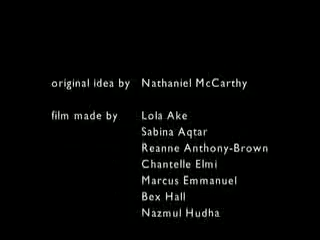 original idea by Nathaniel McCarthy
film made by Lola Ake
Sabina Aqtar
Reanne Anthony-Brown
Chantelle Elmi
Marcus Emmanuel
Bex Hall
Nazmul Hudha